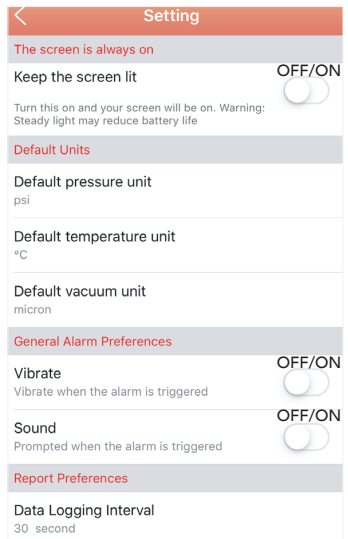 Setting
The screen is always on
OFF/ON
Keep the screen lit
Turn this on and your screen will be on. Warning:
Steady light may reduce battery life
Default Units
Default pressure unit
psi
Default temperature unit
°C
Default vacuum unit
micron
General Alarm Preferences
OFF/ON
Vibrate
Vibrate when the alarm is triggered
OFF/ON
Sound
Prompted when the alarm is triggered
Report Preferences
Data Logging Interval
30 second